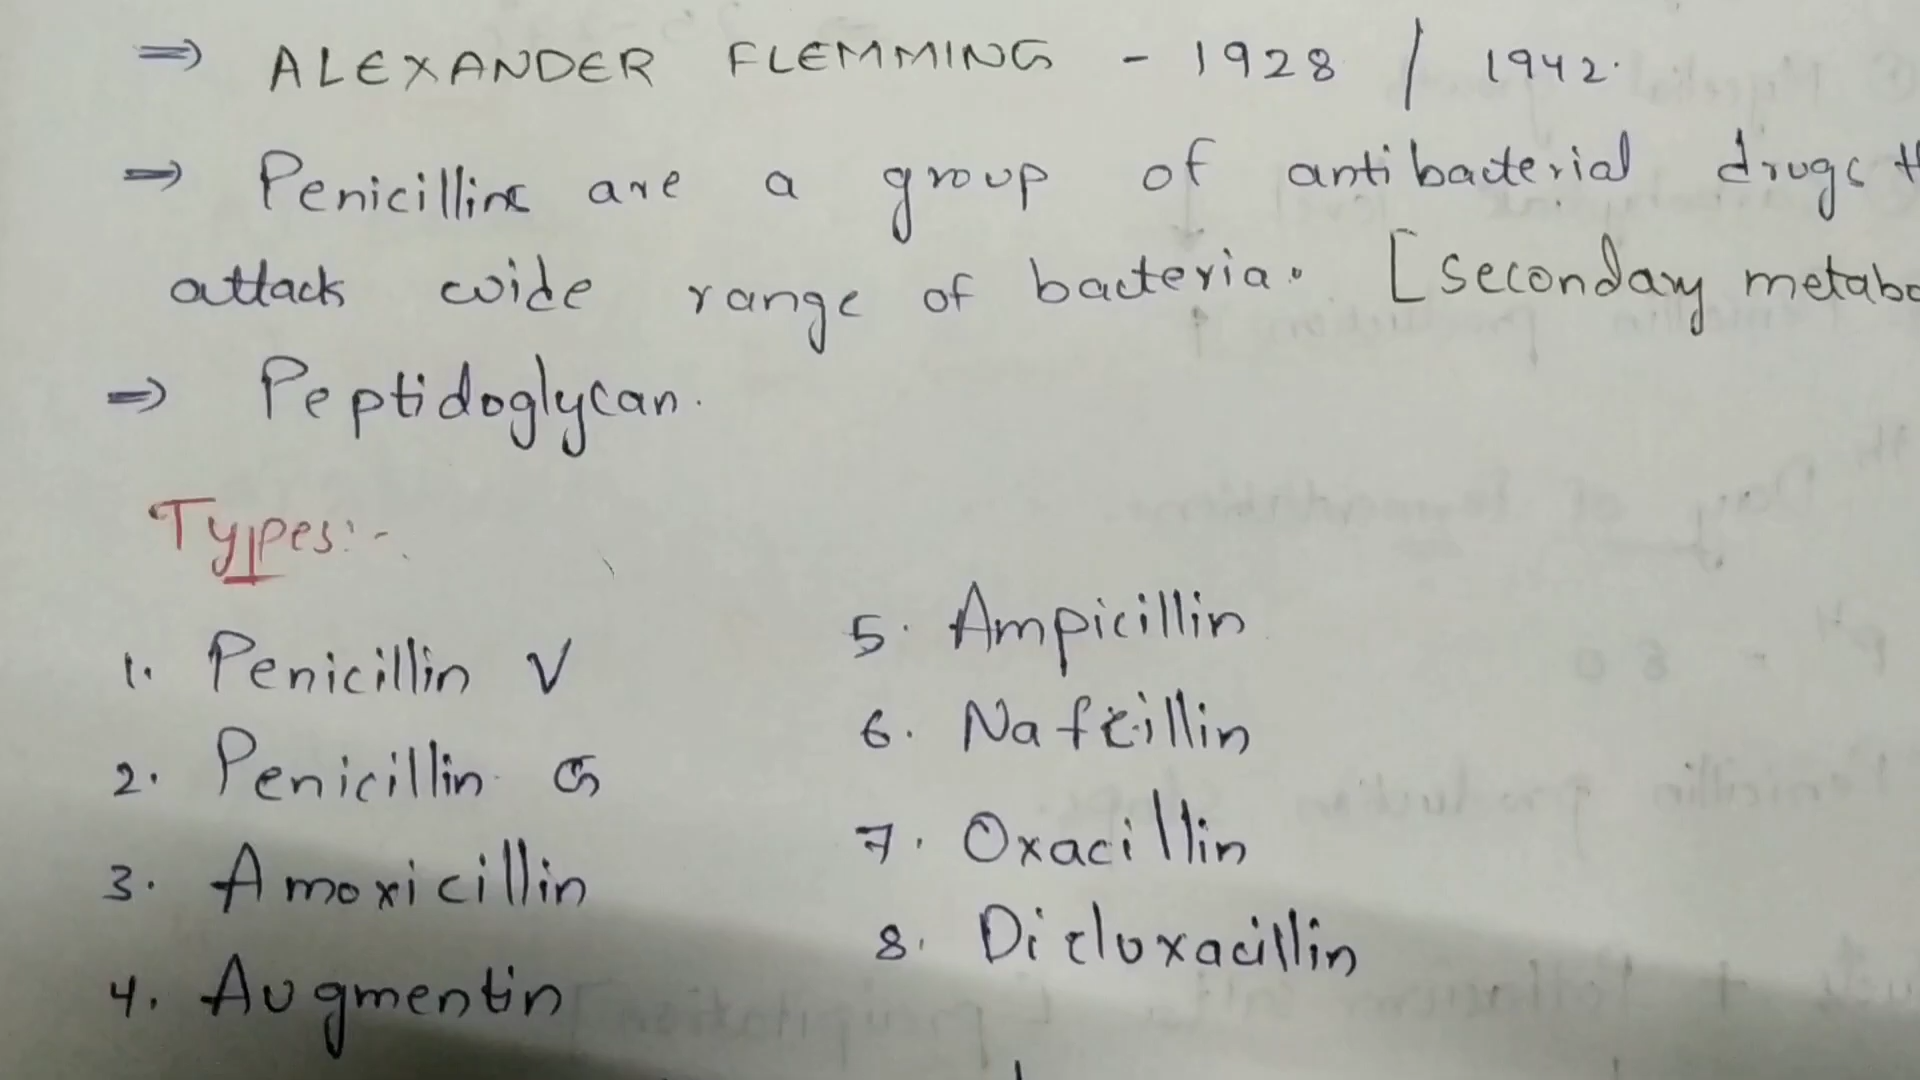 ⇒ ALEXANDER FLEMMING - 1928 / 1942.
⇒ Penicillins are a group of antibacterial drugs
attack wide range of bacteria. [secondary
⇒ Peptidoglycan.
Types:-
1. Penicillin V
2. Penicillin G
3. Amoxicillin
4. Augmentin
5. Ampicillin
6. Nafcillin
7. Oxacillin
8. Dicloxacillin